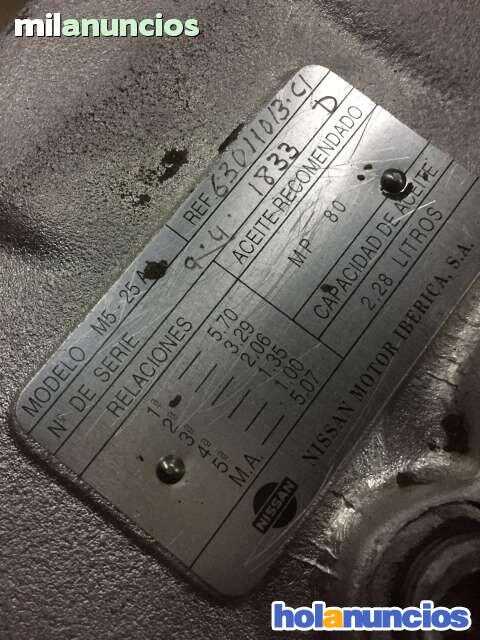 milanuncios
MODELO M5-25A REF 63011013.C1
Nº DE SERIE 9.4. 1833 D
RELACIONES
ACEITE RECOMENDADO
MP 80
CAPACIDAD DE ACEITE
2.28 LITROS
1ª — 5.70
2ª — 3.29
3ª — 2.06
4ª — 1.35
5ª — 1.00
M.A. — 5.07
NISSAN
NISSAN MOTOR IBERICA, S.A.
holanuncios